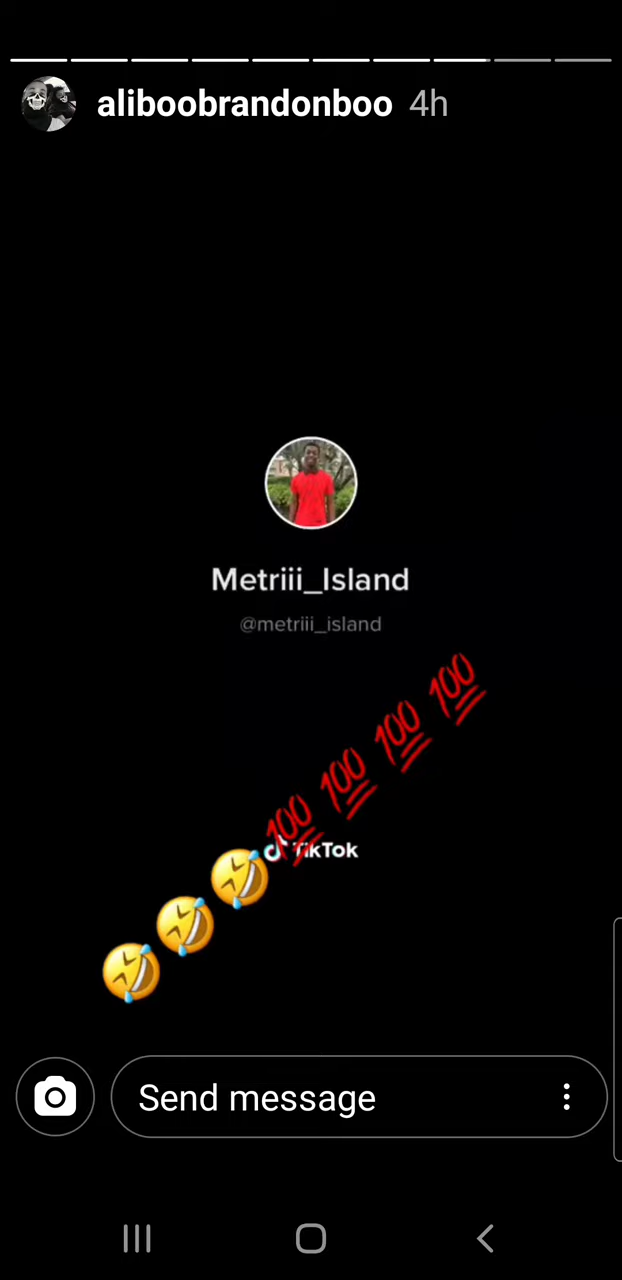 aliboobrandonboo 4h
Metriii_Island
@metriii_island
💯 💯 💯 💯
TikTok
🤣 🤣 🤣
Send message